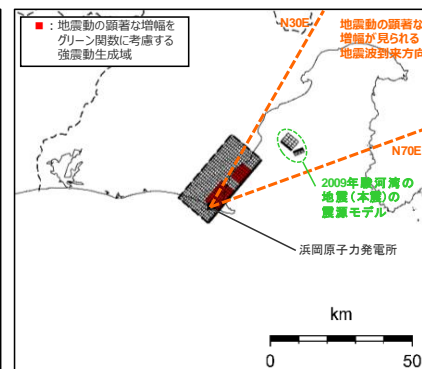 ■：地震動の顕著な増幅を
グリーン関数に考慮する
強震動生成域
N30E
地震動の顕著な
増幅が見られる
地震波到来方向
N70E
2009年駿河湾の
地震(本震)の
震源モデル
浜岡原子力発電所
km
0 50